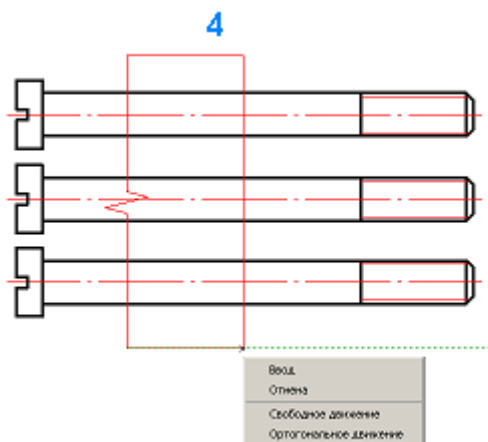 4
Ввод
Отмена
Свободное движение
Ортогональное движение